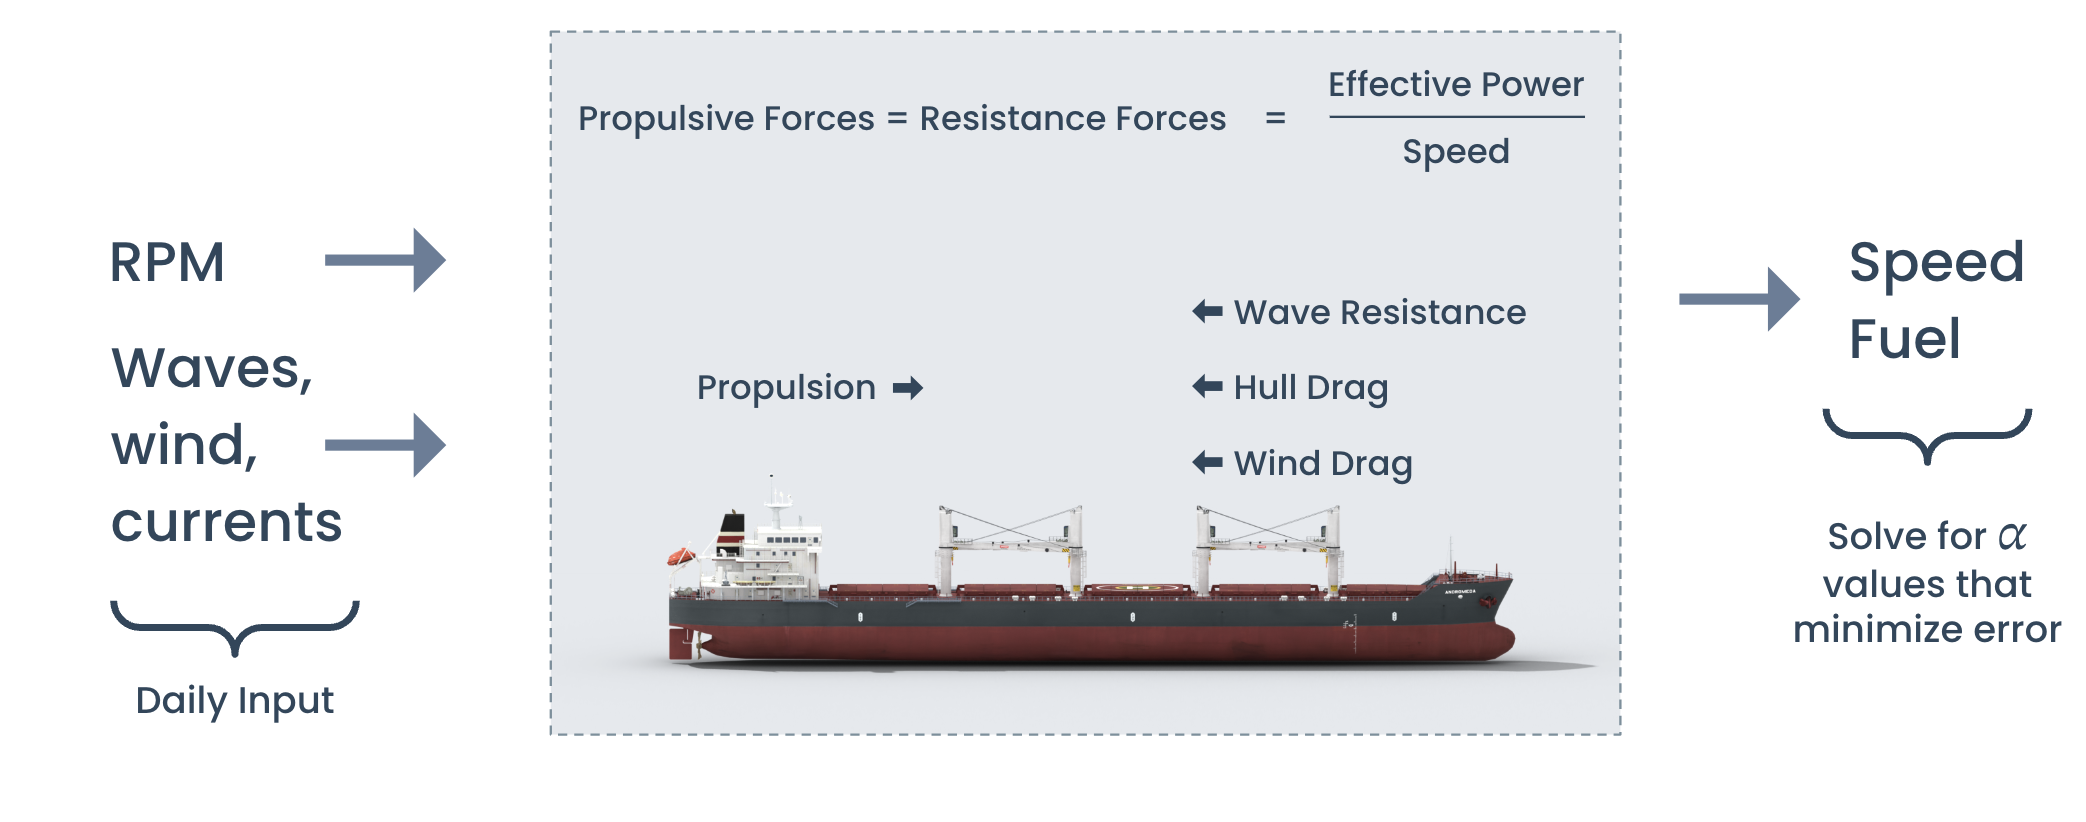 RPM
Waves,
wind,
currents
Daily Input
Propulsive Forces = Resistance Forces = Effective Power
Speed
Wave Resistance
Propulsion
Hull Drag
Wind Drag
ANDROMEDA
Speed
Fuel
Solve for α
values that
minimize error